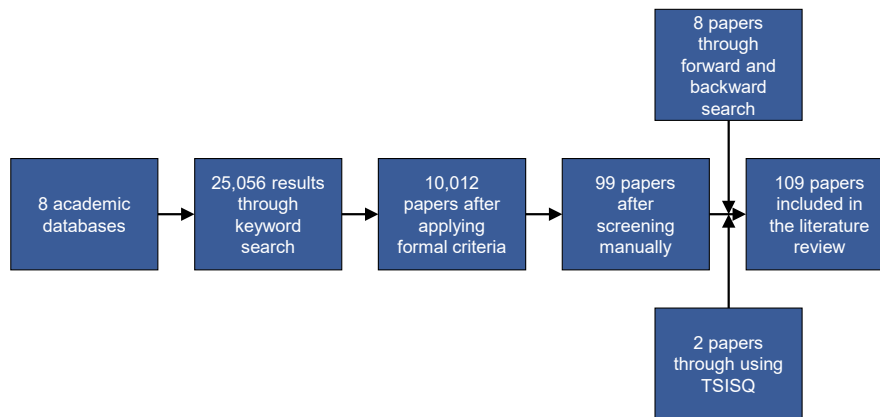 8 papers
through
forward and
backward
search
8 academic
databases
25,056 results
through
keyword
search
10,012
papers after
applying
formal criteria
99 papers
after
screening
manually
109 papers
included in
the literature
review
2 papers
through using
TSISQ